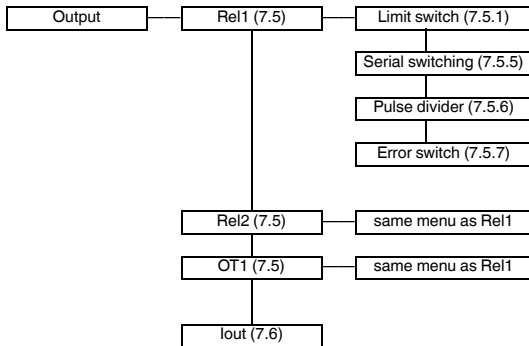 Output
Rel1 (7.5)
Limit switch (7.5.1)
Serial switching (7.5.5)
Pulse divider (7.5.6)
Error switch (7.5.7)
Rel2 (7.5)
same menu as Rel1
OT1 (7.5)
same menu as Rel1
Iout (7.6)